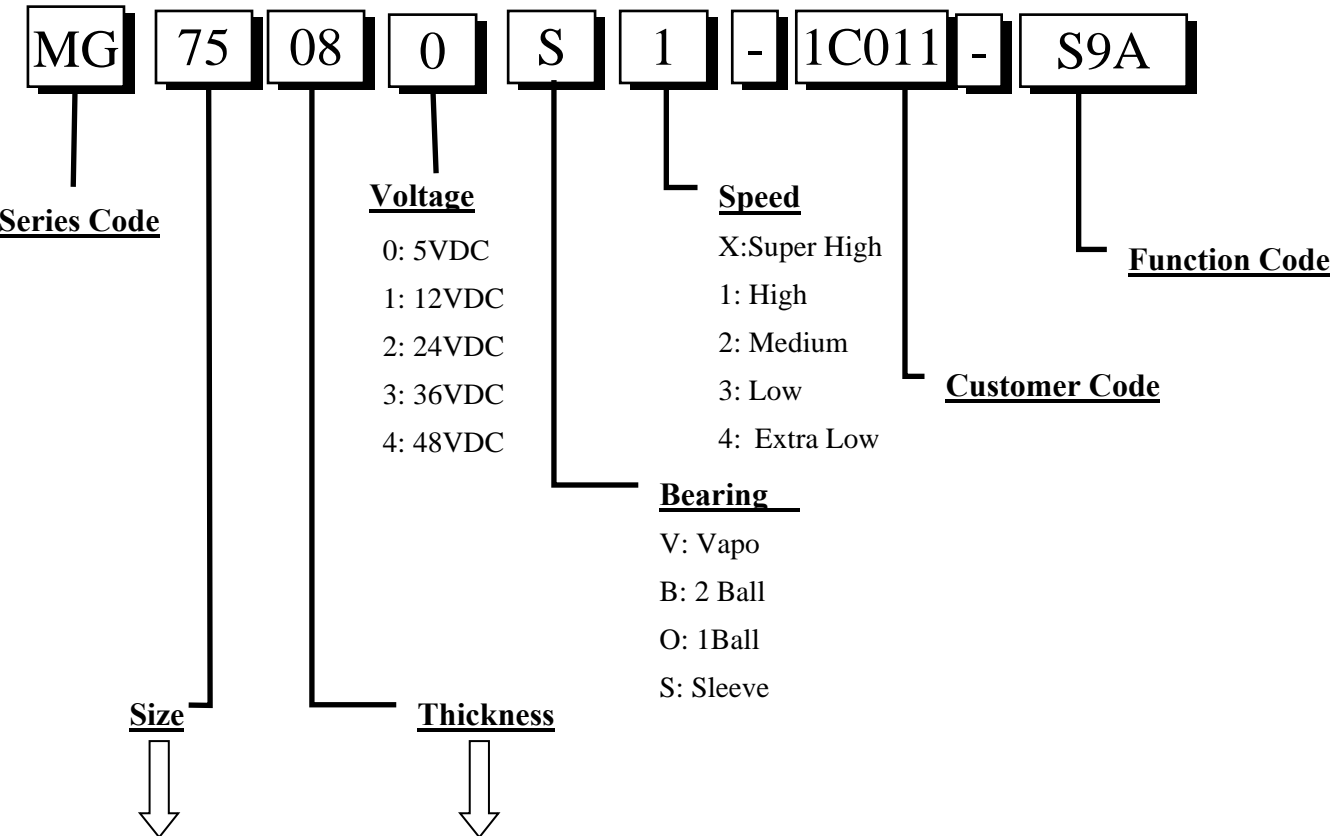 MG 75 08 0 S 1 - 1C011 - S9A
Series Code
Voltage
0: 5VDC
1: 12VDC
2: 24VDC
3: 36VDC
4: 48VDC
Speed
X:Super High
1: High
2: Medium
3: Low
4: Extra Low
Function Code
Customer Code
Bearing
V: Vapo
B: 2 Ball
O: 1Ball
S: Sleeve
Size
Thickness